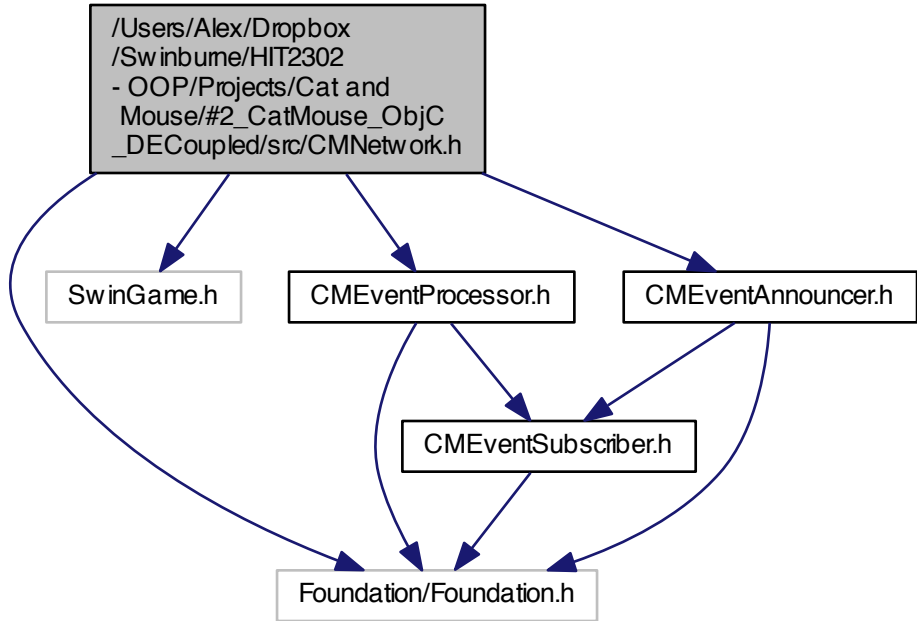 /Users/Alex/Dropbox
/Swinburne/HIT2302
- OOP/Projects/Cat and
Mouse/#2_CatMouse_ObjC
_DECoupled/src/CMNetwork.h
SwinGame.h
CMEventProcessor.h
CMEventAnnouncer.h
CMEventSubscriber.h
Foundation/Foundation.h